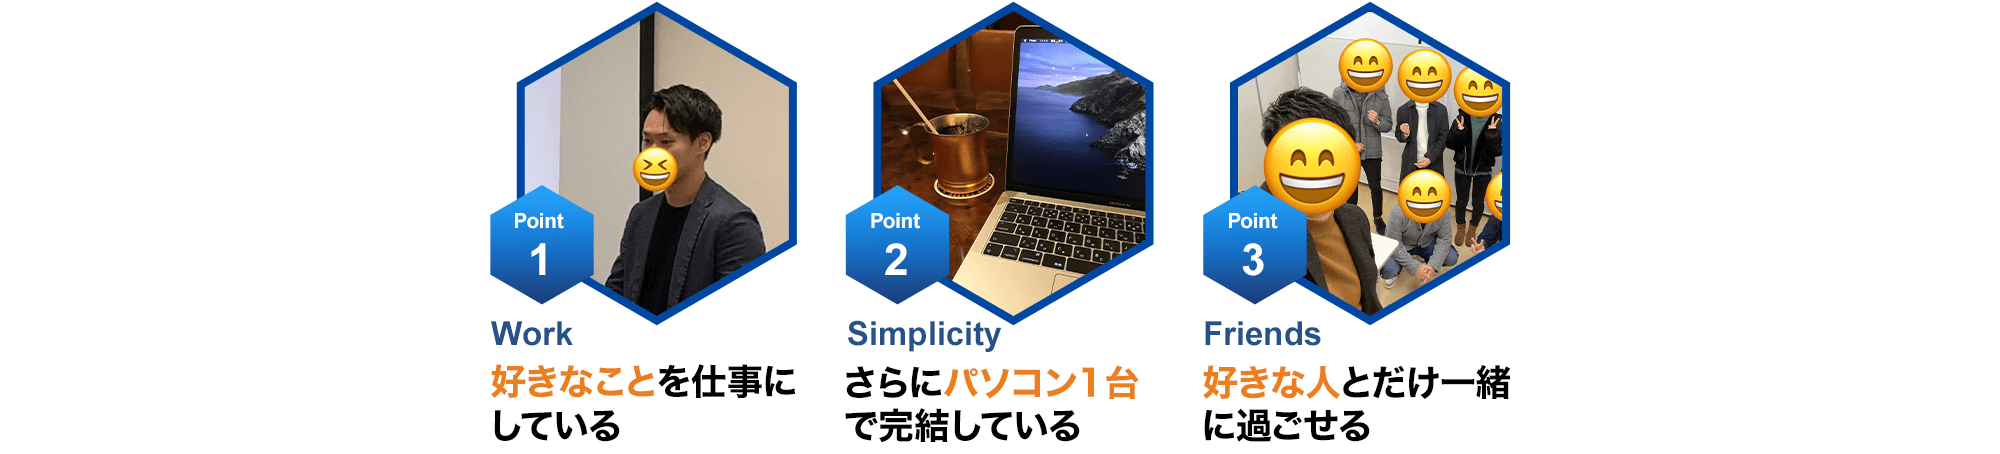 Point
1
Work
好きなことを仕事に
している
Point
2
Simplicity
さらにパソコン1台
で完結している
Point
3
Friends
好きな人とだけ一緒
に過ごせる